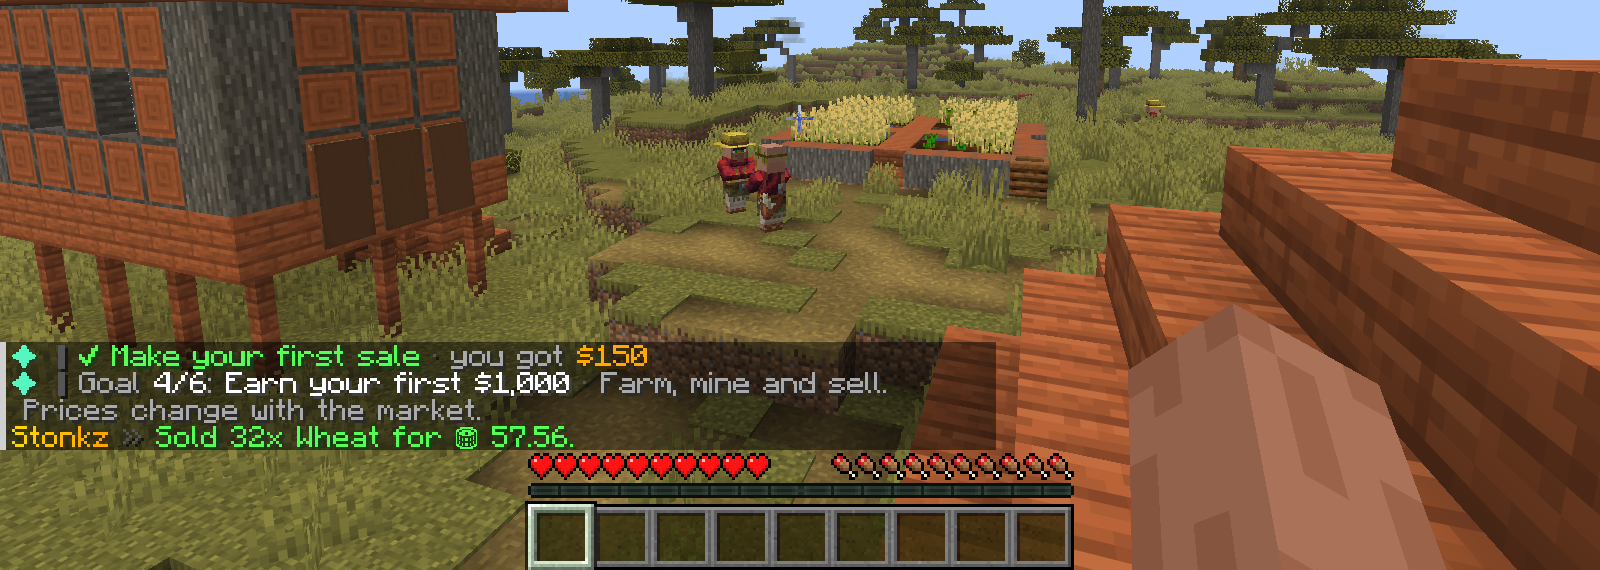 ✔ Make your first sale · you got $150
Goal 4/6: Earn your first $1,000 Farm, mine and sell.
Prices change with the market.
Stonkz » Sold 32x Wheat for 57.56.